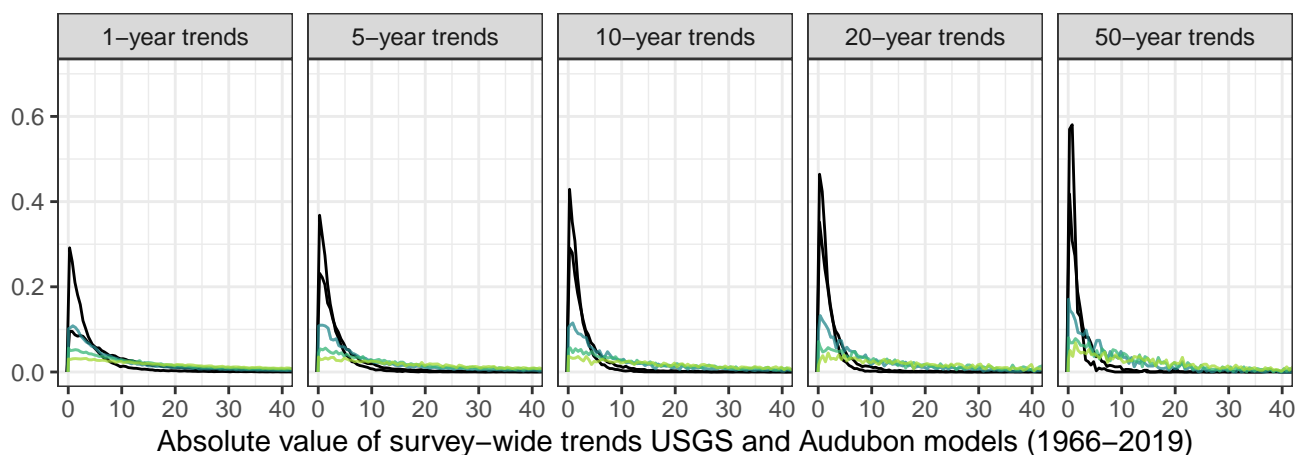 1−year trends 5−year trends 10−year trends 20−year trends 50−year trends
0.6
0.4
0.2
0.0
0 10 20 30 40 0 10 20 30 40 0 10 20 30 40 0 10 20 30 40 0 10 20 30 40
Absolute value of survey−wide trends USGS and Audubon models (1966−2019)